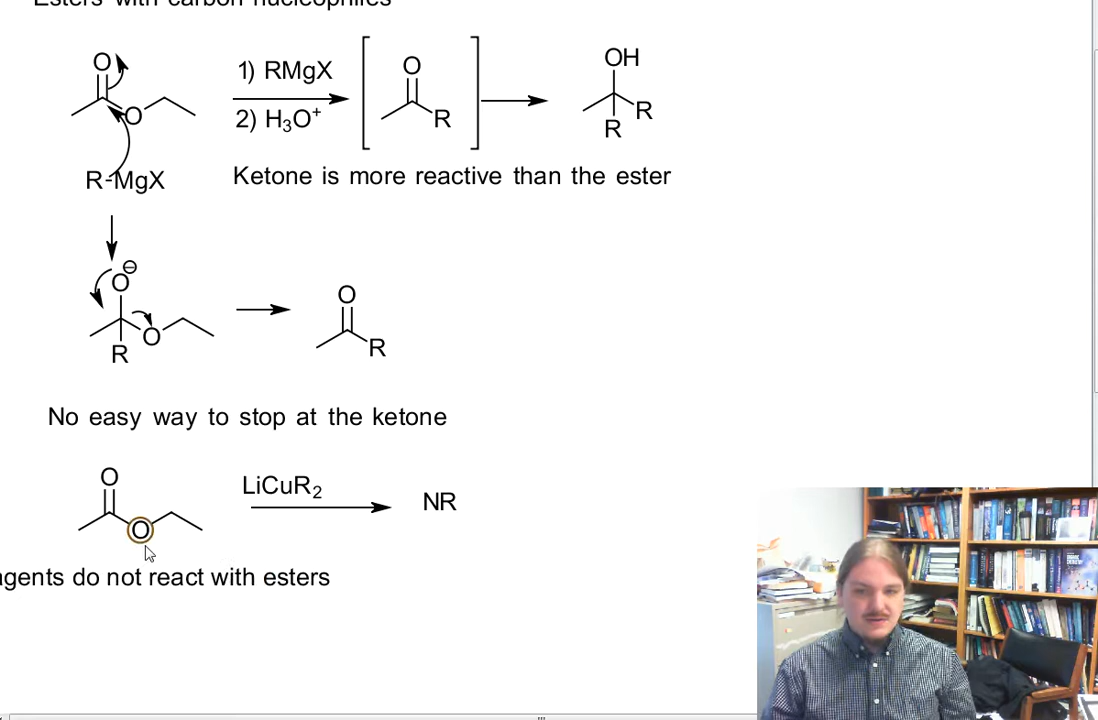 Esters with carbon nucleophiles
O
OH
1) RMgX
O
O
R
R
2) H3O+
R
R-MgX
Ketone is more reactive than the ester
⊖
O
O
O
R
R
No easy way to stop at the ketone
O
LiCuR2
NR
O
agents do not react with esters